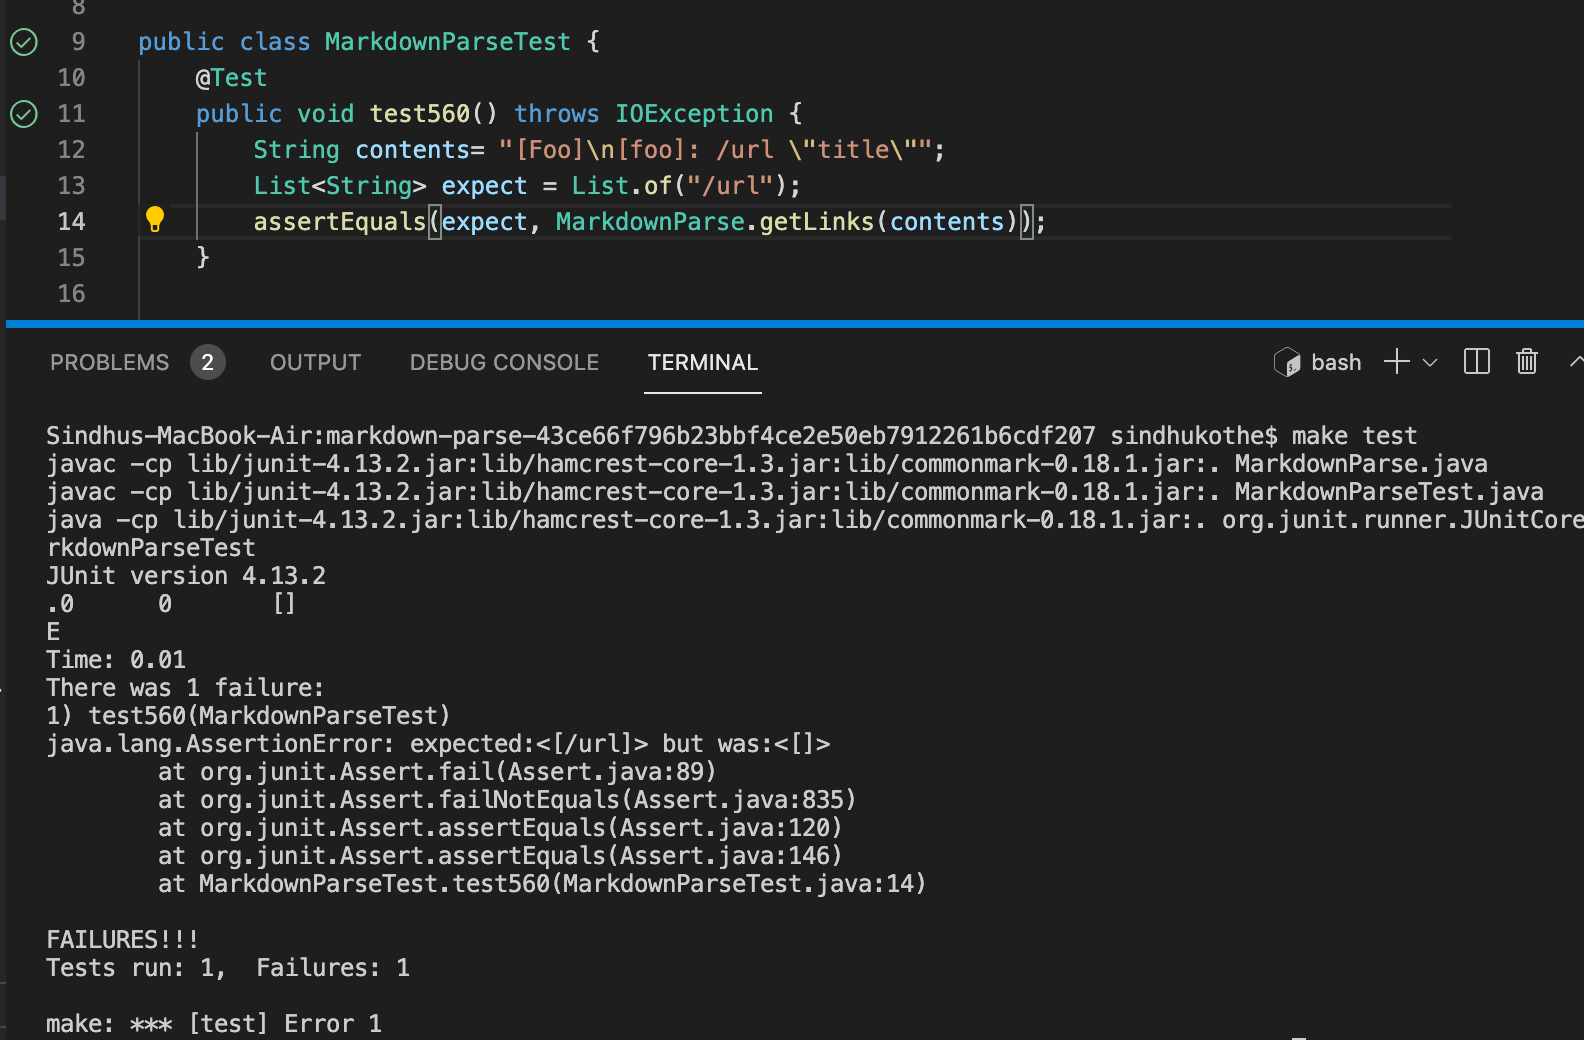 8
9 public class MarkdownParseTest {
10 @Test
11 public void test560() throws IOException {
12 String contents= "[Foo]\n[foo]: /url \"title\"";
13 List<String> expect = List.of("/url");
14 assertEquals(expect, MarkdownParse.getLinks(contents));
15 }
16
PROBLEMS 2 OUTPUT DEBUG CONSOLE TERMINAL bash
Sindhus-MacBook-Air:markdown-parse-43ce66f796b23bbf4ce2e50eb7912261b6cdf207 sindhukothe$ make test
javac -cp lib/junit-4.13.2.jar:lib/hamcrest-core-1.3.jar:lib/commonmark-0.18.1.jar:. MarkdownParse.java
javac -cp lib/junit-4.13.2.jar:lib/hamcrest-core-1.3.jar:lib/commonmark-0.18.1.jar:. MarkdownParseTest.java
java -cp lib/junit-4.13.2.jar:lib/hamcrest-core-1.3.jar:lib/commonmark-0.18.1.jar:. org.junit.runner.JUnitCore
rkdownParseTest
JUnit version 4.13.2
.0 0 []
E
Time: 0.01
There was 1 failure:
1) test560(MarkdownParseTest)
java.lang.AssertionError: expected:<[/url]> but was:<[]>
at org.junit.Assert.fail(Assert.java:89)
at org.junit.Assert.failNotEquals(Assert.java:835)
at org.junit.Assert.assertEquals(Assert.java:120)
at org.junit.Assert.assertEquals(Assert.java:146)
at MarkdownParseTest.test560(MarkdownParseTest.java:14)
FAILURES!!!
Tests run: 1,  Failures: 1
make: *** [test] Error 1